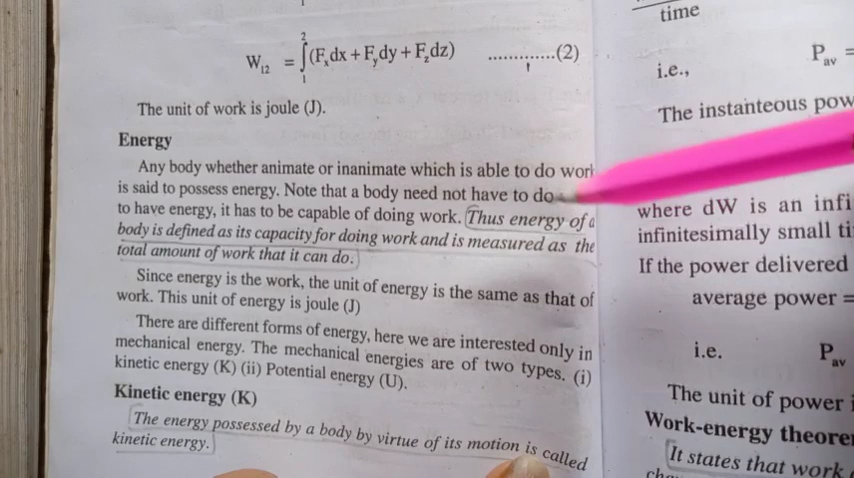 W₁₂ = ∫₁² (Fₓdx + Fᵧdy + F_zdz) .............(2)
The unit of work is joule (J).
Energy
Any body whether animate or inanimate which is able to do work
is said to possess energy. Note that a body need not have to do
to have energy, it has to be capable of doing work. Thus energy of a
body is defined as its capacity for doing work and is measured as the
total amount of work that it can do.
Since energy is the work, the unit of energy is the same as that of
work. This unit of energy is joule (J)
There are different forms of energy, here we are interested only in
mechanical energy. The mechanical energies are of two types. (i)
kinetic energy (K) (ii) Potential energy (U).
Kinetic energy (K)
The energy possessed by a body by virtue of its motion is called
kinetic energy.
time
i.e., P_av =
The instanteous pow
where dW is an infi
infinitesimally small ti
If the power delivered
average power =
i.e. P_av
The unit of power i
Work-energy theore
It states that work